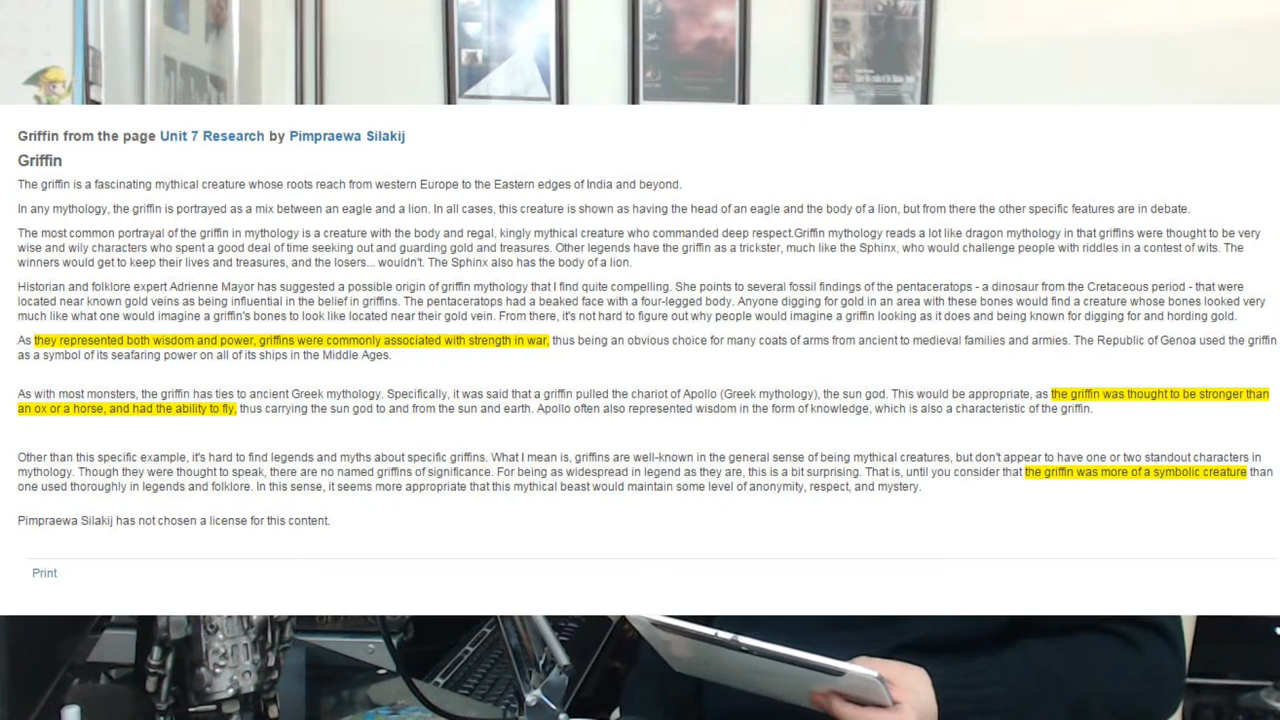 Griffin from the page Unit 7 Research by Pimpraewa Silakij
Griffin
The griffin is a fascinating mythical creature whose roots reach from western Europe to the Eastern edges of India and beyond.
In any mythology, the griffin is portrayed as a mix between an eagle and a lion. In all cases, this creature is shown as having the head of an eagle and the body of a lion, but from there the other specific features are in debate.
The most common portrayal of the griffin in mythology is a creature with the body and regal, kingly mythical creature who commanded deep respect.Griffin mythology reads a lot like dragon mythology in that griffins were thought to be very
wise and wily characters who spent a good deal of time seeking out and guarding gold and treasures. Other legends have the griffin as a trickster, much like the Sphinx, who would challenge people with riddles in a contest of wits. The
winners would get to keep their lives and treasures, and the losers... wouldn't. The Sphinx also has the body of a lion.
Historian and folklore expert Adrienne Mayor has suggested a possible origin of griffin mythology that I find quite compelling. She points to several fossil findings of the pentaceratops - a dinosaur from the Cretaceous period - that were
located near known gold veins as being influential in the belief in griffins. The pentaceratops had a beaked face with a four-legged body. Anyone digging for gold in an area with these bones would find a creature whose bones looked very
much like what one would imagine a griffin's bones to look like located near their gold vein. From there, it's not hard to figure out why people would imagine a griffin looking as it does and being known for digging for and hording gold.
As they represented both wisdom and power, griffins were commonly associated with strength in war, thus being an obvious choice for many coats of arms from ancient to medieval families and armies. The Republic of Genoa used the griffin
as a symbol of its seafaring power on all of its ships in the Middle Ages.
As with most monsters, the griffin has ties to ancient Greek mythology. Specifically, it was said that a griffin pulled the chariot of Apollo (Greek mythology), the sun god. This would be appropriate, as the griffin was thought to be stronger than
an ox or a horse, and had the ability to fly, thus carrying the sun god to and from the sun and earth. Apollo often also represented wisdom in the form of knowledge, which is also a characteristic of the griffin.
Other than this specific example, it's hard to find legends and myths about specific griffins. What I mean is, griffins are well-known in the general sense of being mythical creatures, but don't appear to have one or two standout characters in
mythology. Though they were thought to speak, there are no named griffins of significance. For being as widespread in legend as they are, this is a bit surprising. That is, until you consider that the griffin was more of a symbolic creature than
one used thoroughly in legends and folklore. In this sense, it seems more appropriate that this mythical beast would maintain some level of anonymity, respect, and mystery.
Pimpraewa Silakij has not chosen a license for this content.
Print